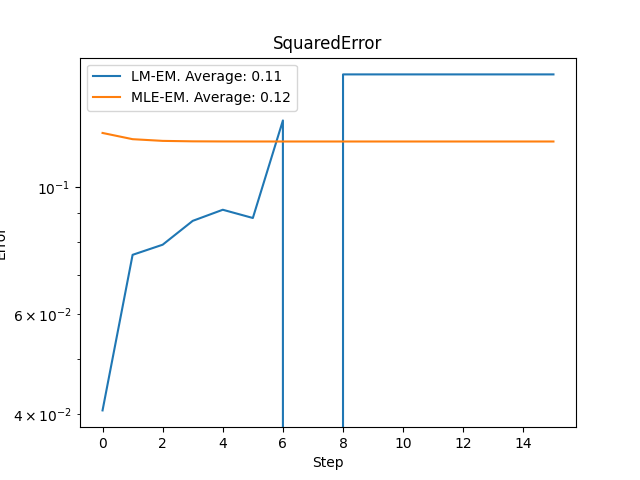 SquaredError
LM-EM. Average: 0.11
MLE-EM. Average: 0.12
10⁻¹
6 × 10⁻²
4 × 10⁻²
Error
0 2 4 6 8 10 12 14
Step